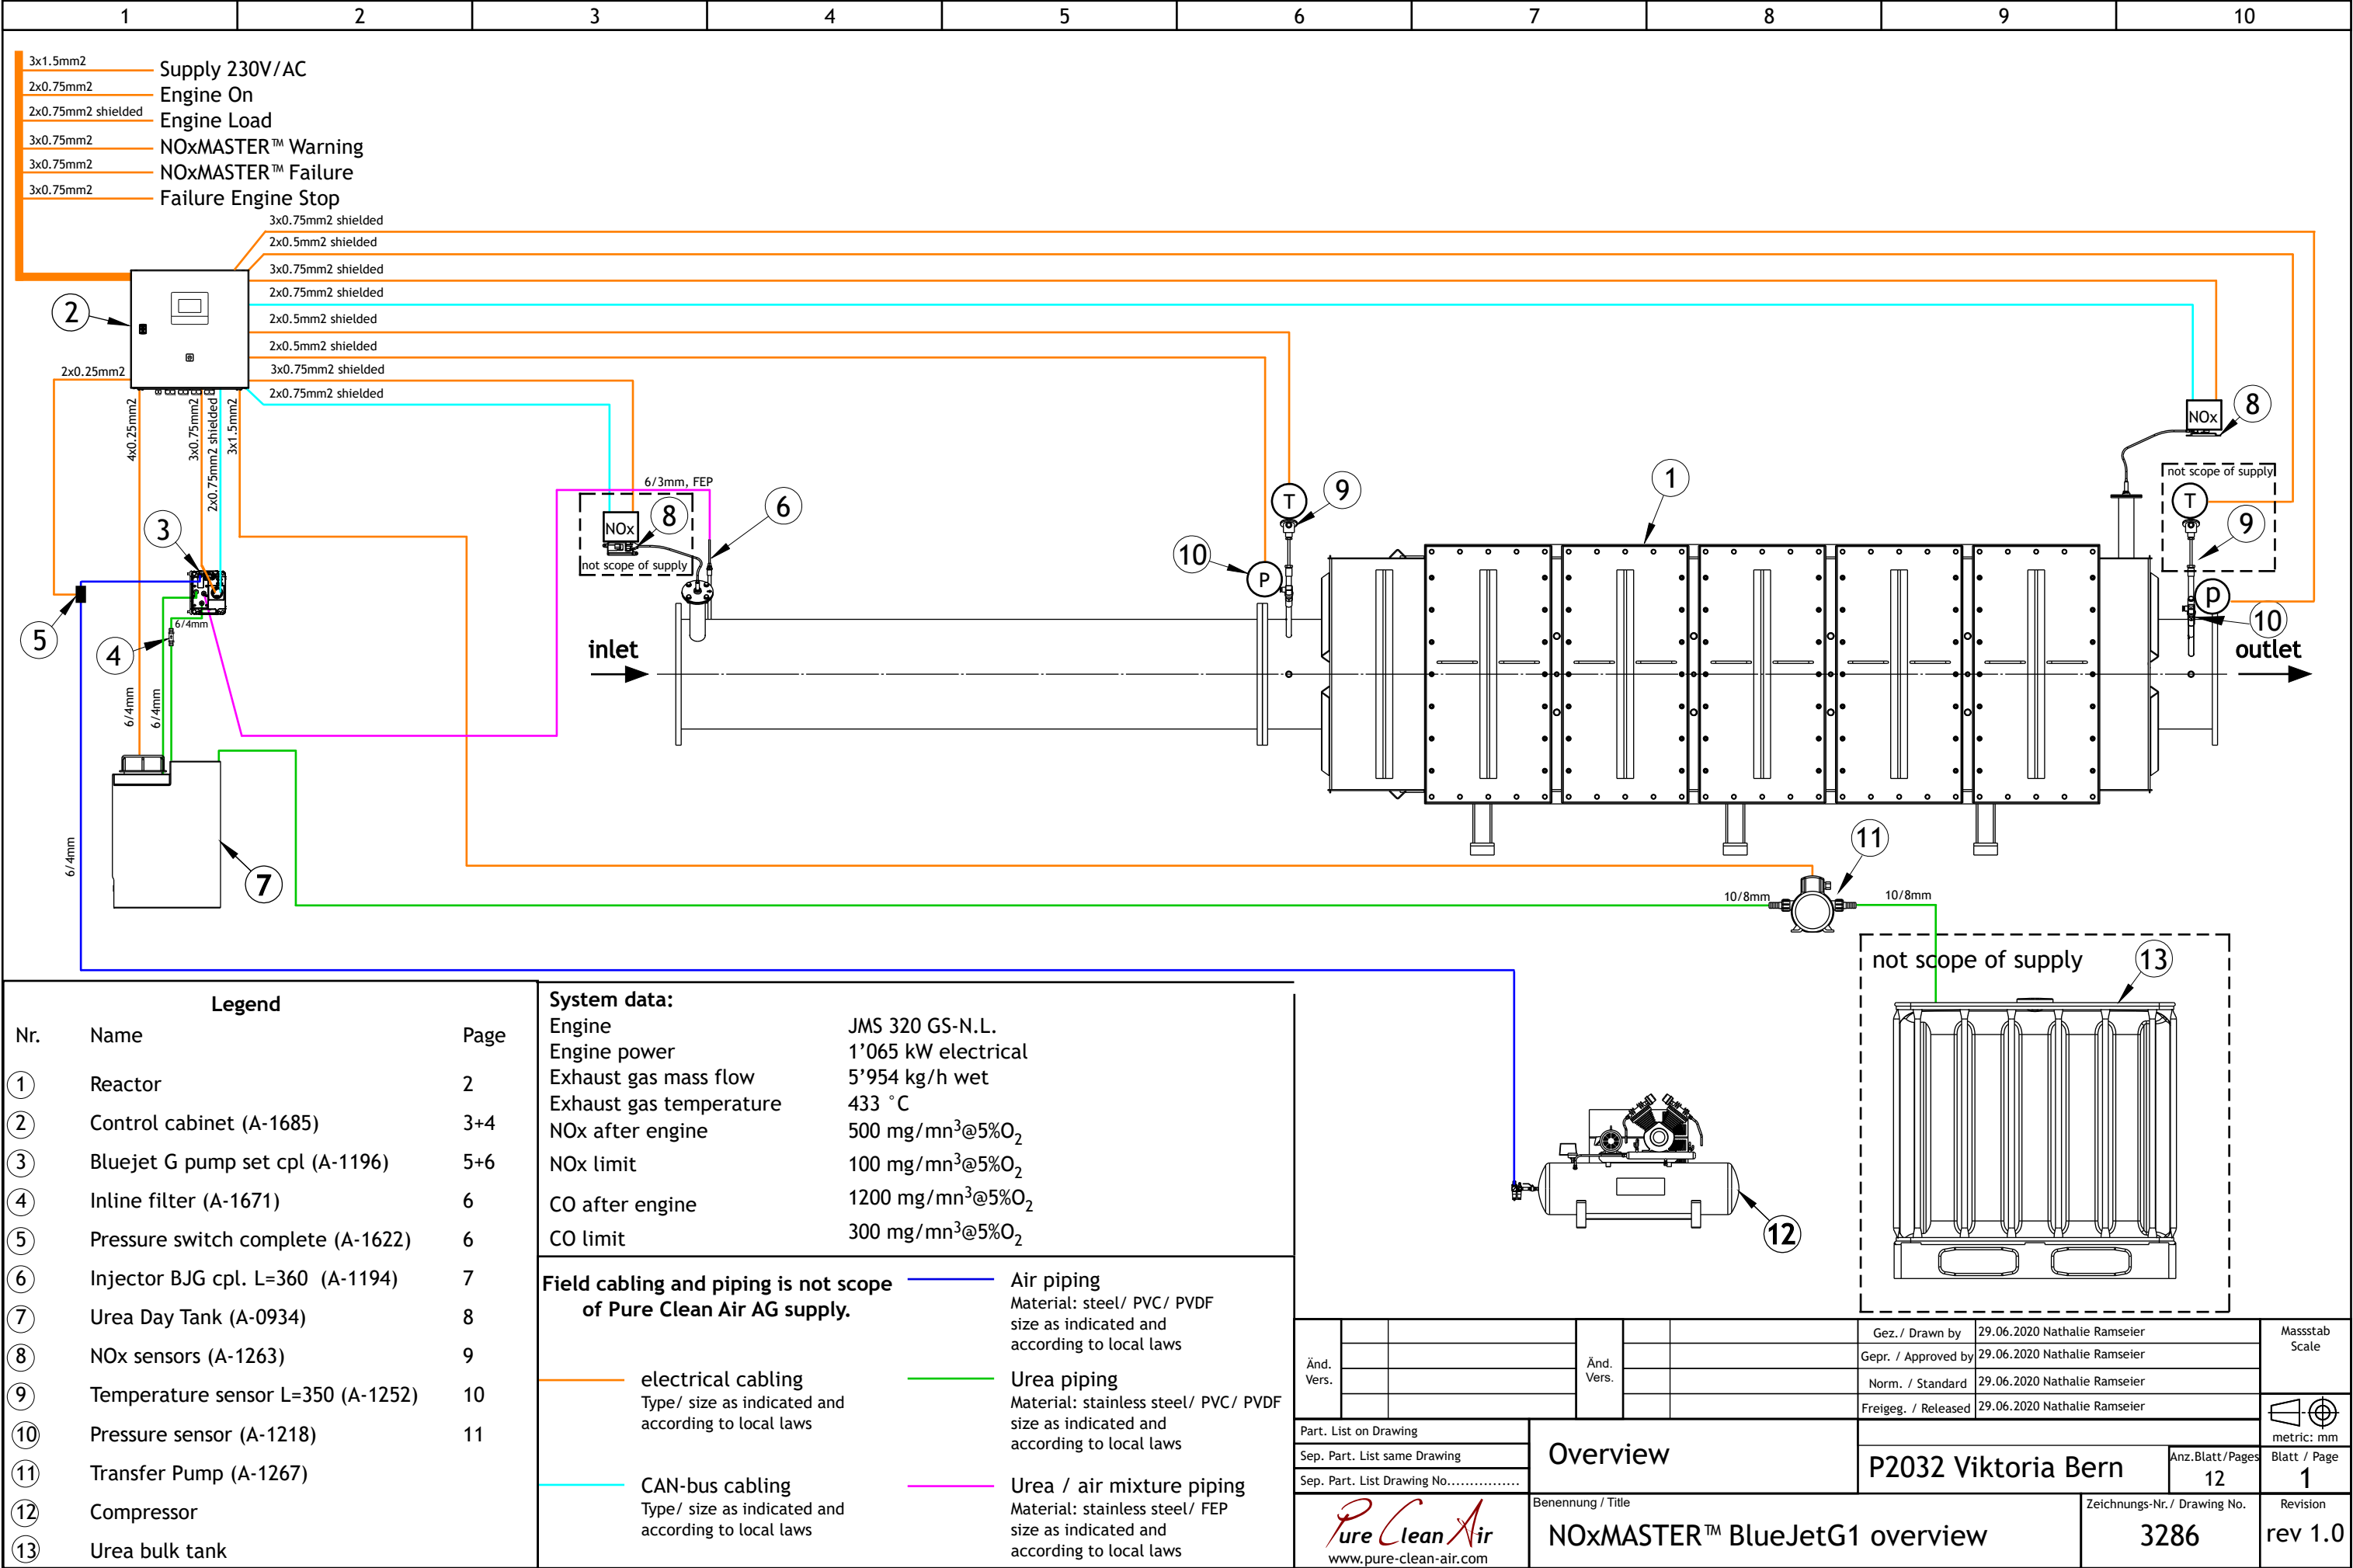 1 2 3 4 5 6 7 8 9 10
3x1.5mm2 Supply 230V/AC
2x0.75mm2 Engine On
2x0.75mm2 shielded Engine Load
3x0.75mm2 NOxMASTER™ Warning
3x0.75mm2 NOxMASTER™ Failure
3x0.75mm2 Failure Engine Stop
3x0.75mm2 shielded
2x0.5mm2 shielded
3x0.75mm2 shielded
2x0.75mm2 shielded
2x0.5mm2 shielded
2x0.5mm2 shielded
3x0.75mm2 shielded
2x0.75mm2 shielded
2
2x0.25mm2
4x0.25mm2
3x0.75mm2
2x0.75mm2 shielded
3x1.5mm2
3
5
4
6/4mm
6/4mm
6/4mm
6/4mm
7
6/3mm, FEP
NOx
8
not scope of supply
6
inlet
T
9
10
P
1
NOx
8
not scope of supply
T
9
p
10
outlet
11
10/8mm
10/8mm
not scope of supply
13
12
Legend
Nr. Name Page
1 Reactor 2
2 Control cabinet (A-1685) 3+4
3 Bluejet G pump set cpl (A-1196) 5+6
4 Inline filter (A-1671) 6
5 Pressure switch complete (A-1622) 6
6 Injector BJG cpl. L=360 (A-1194) 7
7 Urea Day Tank (A-0934) 8
8 NOx sensors (A-1263) 9
9 Temperature sensor L=350 (A-1252) 10
10 Pressure sensor (A-1218) 11
11 Transfer Pump (A-1267)
12 Compressor
13 Urea bulk tank
System data:
Engine JMS 320 GS-N.L.
Engine power 1’065 kW electrical
Exhaust gas mass flow 5’954 kg/h wet
Exhaust gas temperature 433 °C
NOx after engine 500 mg/mn³@5%O₂
NOx limit 100 mg/mn³@5%O₂
CO after engine 1200 mg/mn³@5%O₂
CO limit 300 mg/mn³@5%O₂
Field cabling and piping is not scope
of Pure Clean Air AG supply.
Air piping
Material: steel/ PVC/ PVDF
size as indicated and
according to local laws
electrical cabling
Type/ size as indicated and
according to local laws
Urea piping
Material: stainless steel/ PVC/ PVDF
size as indicated and
according to local laws
CAN-bus cabling
Type/ size as indicated and
according to local laws
Urea / air mixture piping
Material: stainless steel/ FEP
size as indicated and
according to local laws
Änd.
Vers.
Änd.
Vers.
Gez./ Drawn by 29.06.2020 Nathalie Ramseier
Gepr. / Approved by 29.06.2020 Nathalie Ramseier
Norm. / Standard 29.06.2020 Nathalie Ramseier
Freigeg. / Released 29.06.2020 Nathalie Ramseier
Massstab
Scale
metric: mm
Part. List on Drawing
Sep. Part. List same Drawing
Sep. Part. List Drawing No................
Overview
P2032 Viktoria Bern
Anz.Blatt/Pages
12
Blatt / Page
1
Pure Clean Air
www.pure-clean-air.com
Benennung / Title
NOxMASTER™ BlueJetG1 overview
Zeichnungs-Nr./ Drawing No.
3286
Revision
rev 1.0